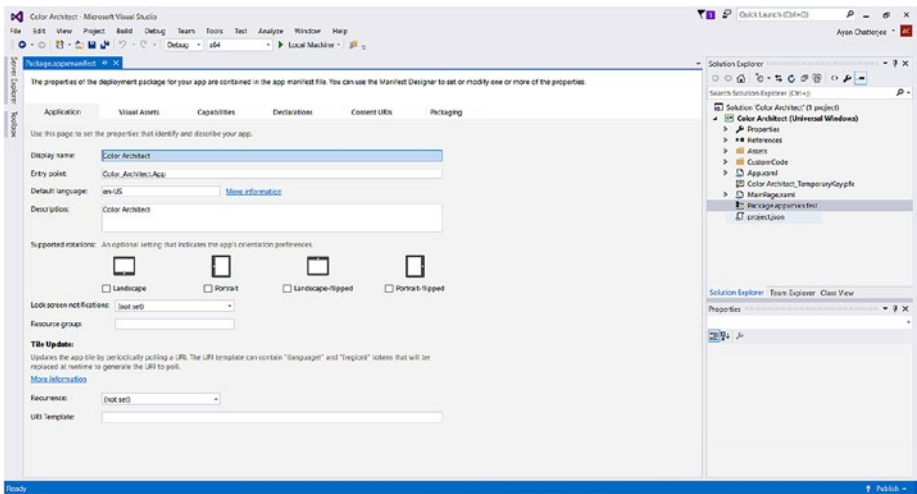 Color Architect - Microsoft Visual Studio
Quick Launch (Ctrl+Q)
File Edit View Project Build Debug Team Tools Test Analyze Window Help
Ayan Chatterjee AC
Debug x64 Local Machine
Server Explorer
Toolbox
Package.appxmanifest
The properties of the deployment package for your app are contained in the app manifest file. You can use the Manifest Designer to set or modify one or more of the properties.
Application Visual Assets Capabilities Declarations Content URIs Packaging
Use this page to set the properties that identify and describe your app.
Display name: Color Architect
Entry point: Color_Architect.App
Default language: en-US More information
Description: Color Architect
Supported rotations: An optional setting that indicates the app's orientation preferences.
Landscape Portrait Landscape-flipped Portrait-flipped
Lock screen notifications: (not set)
Resource group:
Tile Update:
Updates the app tile by periodically polling a URI. The URI template can contain "{language}" and "{region}" tokens that will be
replaced at runtime to generate the URI to poll.
More information
Recurrence: (not set)
URI Template:
Solution Explorer
Search Solution Explorer (Ctrl+;)
Solution 'Color Architect' (1 project)
Color Architect (Universal Windows)
Properties
References
Assets
CustomCode
App.xaml
Color Architect_TemporaryKey.pfx
MainPage.xaml
Package.appxmanifest
project.json
Solution Explorer Team Explorer Class View
Properties
Ready
Publish